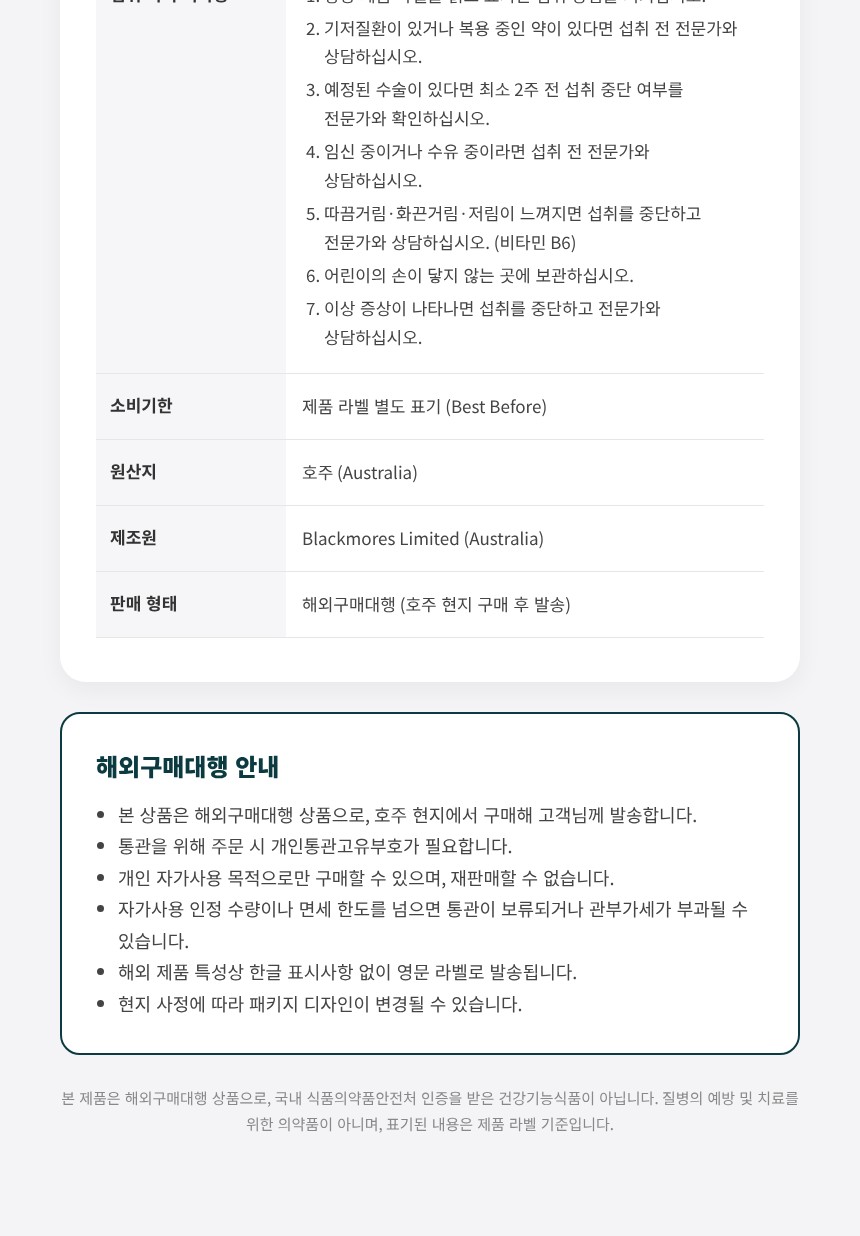 2. 기저질환이 있거나 복용 중인 약이 있다면 섭취 전 전문가와
상담하십시오.
3. 예정된 수술이 있다면 최소 2주 전 섭취 중단 여부를
전문가와 확인하십시오.
4. 임신 중이거나 수유 중이라면 섭취 전 전문가와
상담하십시오.
5. 따끔거림·화끈거림·저림이 느껴지면 섭취를 중단하고
전문가와 상담하십시오. (비타민 B6)
6. 어린이의 손이 닿지 않는 곳에 보관하십시오.
7. 이상 증상이 나타나면 섭취를 중단하고 전문가와
상담하십시오.
소비기한 제품 라벨 별도 표기 (Best Before)
원산지 호주 (Australia)
제조원 Blackmores Limited (Australia)
판매 형태 해외구매대행 (호주 현지 구매 후 발송)
해외구매대행 안내
• 본 상품은 해외구매대행 상품으로, 호주 현지에서 구매해 고객님께 발송합니다.
• 통관을 위해 주문 시 개인통관고유부호가 필요합니다.
• 개인 자가사용 목적으로만 구매할 수 있으며, 재판매할 수 없습니다.
• 자가사용 인정 수량이나 면세 한도를 넘으면 통관이 보류되거나 관부가세가 부과될 수
있습니다.
• 해외 제품 특성상 한글 표시사항 없이 영문 라벨로 발송됩니다.
• 현지 사정에 따라 패키지 디자인이 변경될 수 있습니다.
본 제품은 해외구매대행 상품으로, 국내 식품의약품안전처 인증을 받은 건강기능식품이 아닙니다. 질병의 예방 및 치료를
위한 의약품이 아니며, 표기된 내용은 제품 라벨 기준입니다.